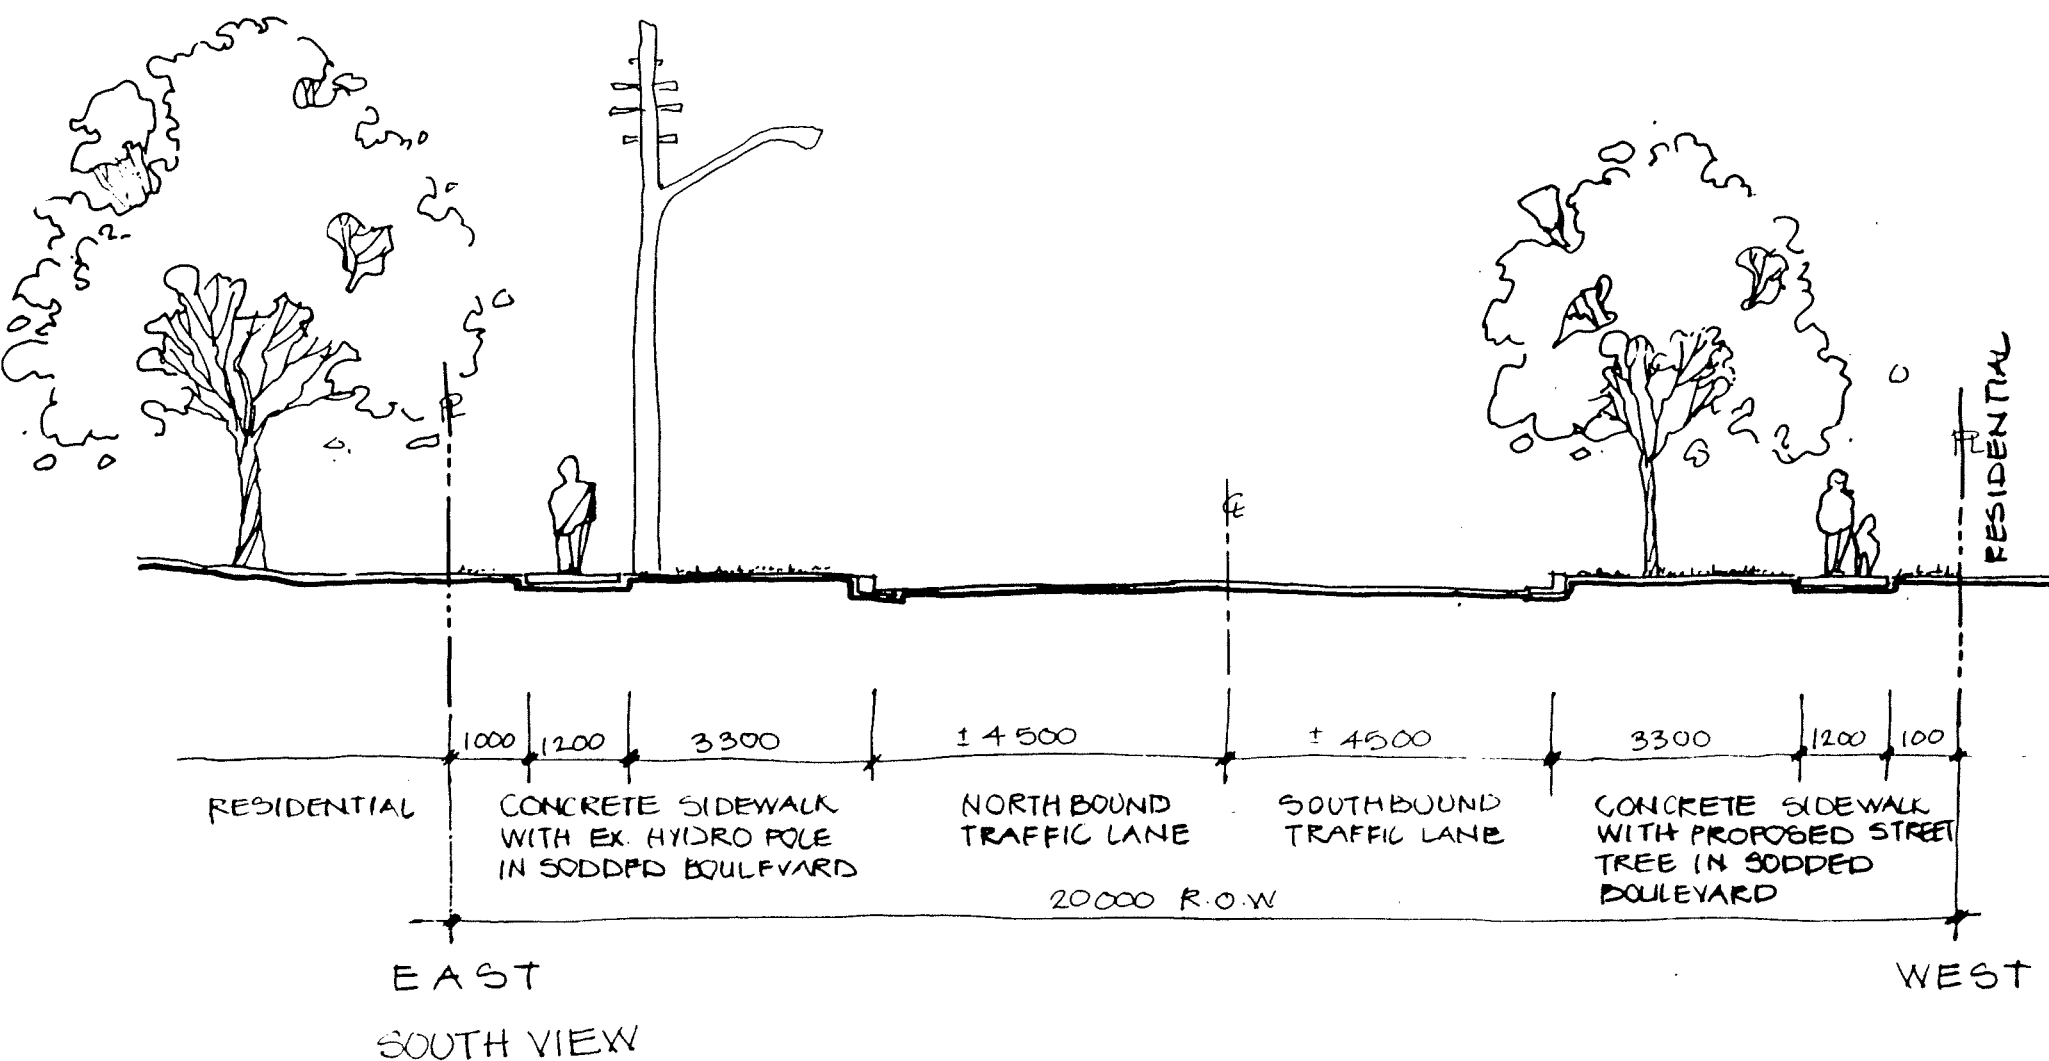 ℄
RESIDENTIAL
1000 1200 3300 ± 4500 ± 4500 3300 1200 100
RESIDENTIAL
CONCRETE SIDEWALK
WITH EX. HYDRO POLE
IN SODDED BOULEVARD
NORTHBOUND
TRAFFIC LANE
SOUTHBOUND
TRAFFIC LANE
CONCRETE SIDEWALK
WITH PROPOSED STREET
TREE IN SODDED
BOULEVARD
20000 R.O.W
EAST
WEST
SOUTH VIEW